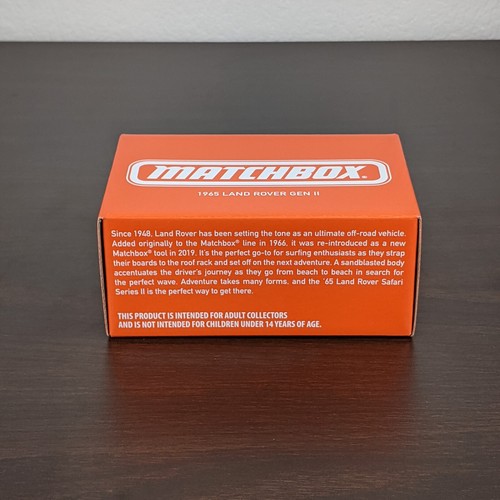 MATCHBOX®
1965 LAND ROVER GEN II
Since 1948, Land Rover has been setting the tone as an ultimate off-road vehicle.
Added originally to the Matchbox® line in 1966, it was re-introduced as a new
Matchbox® tool in 2019. It's the perfect go-to for surfing enthusiasts as they strap
their boards to the roof rack and set off on the next adventure. A sandblasted body
accentuates the driver's journey as they go from beach to beach in search for
the perfect wave. Adventure takes many forms, and the '65 Land Rover Safari
Series II is the perfect way to get there.
THIS PRODUCT IS INTENDED FOR ADULT COLLECTORS
AND IS NOT INTENDED FOR CHILDREN UNDER 14 YEARS OF AGE.